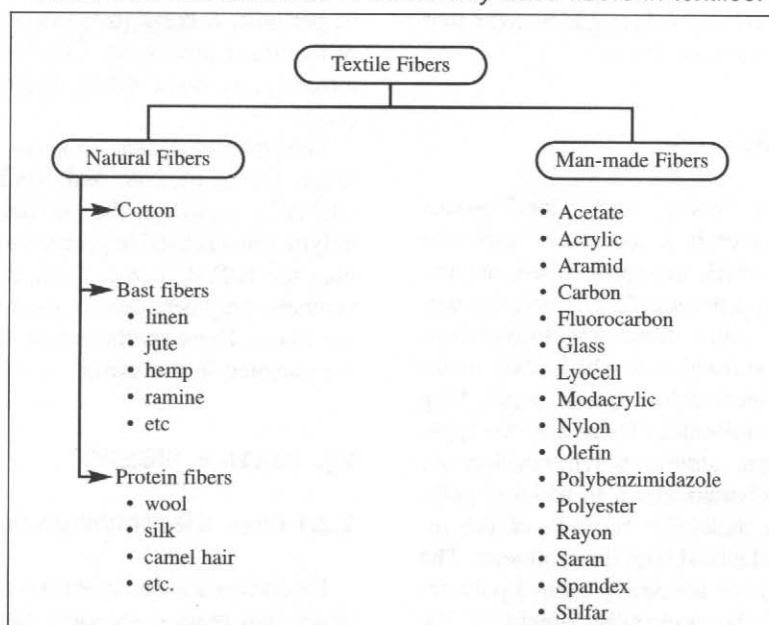 Textile Fibers
Natural Fibers
Cotton
Bast fibers
• linen
• jute
• hemp
• ramine
• etc
Protein fibers
• wool
• silk
• camel hair
• etc.
Man-made Fibers
• Acetate
• Acrylic
• Aramid
• Carbon
• Fluorocarbon
• Glass
• Lyocell
• Modacrylic
• Nylon
• Olefin
• Polybenzimidazole
• Polyester
• Rayon
• Saran
• Spandex
• Sulfar